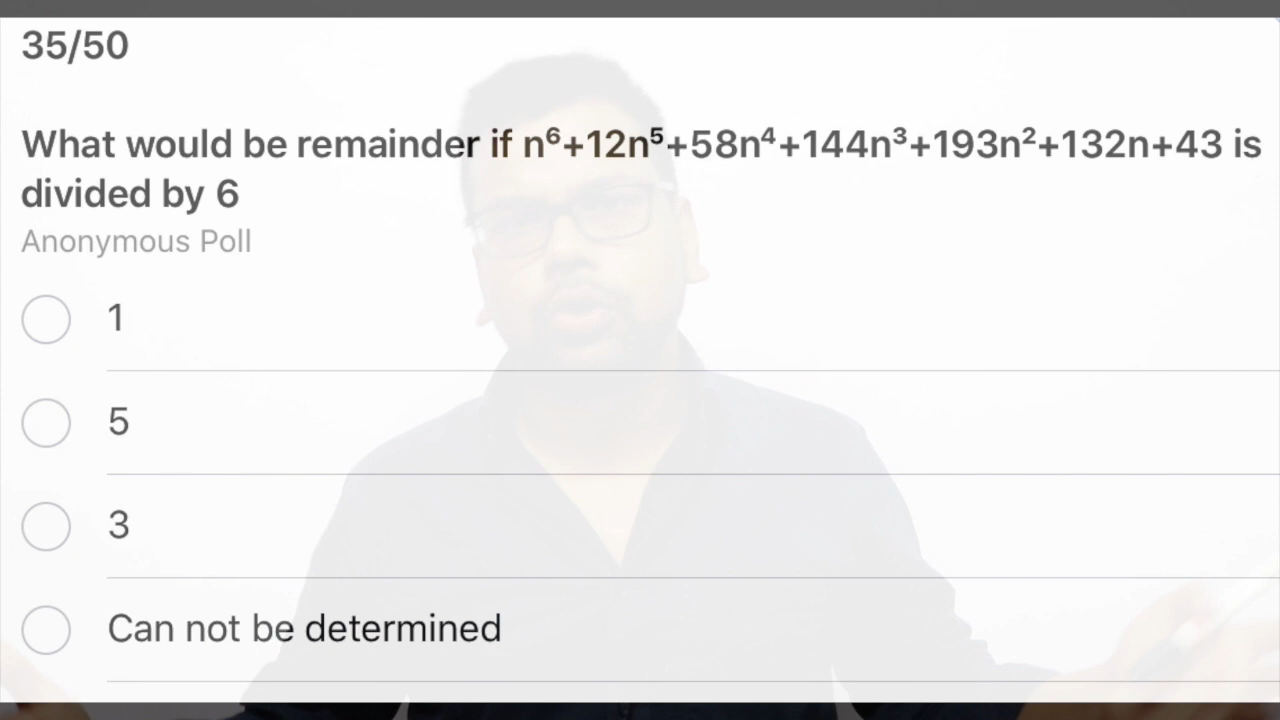 35/50
What would be remainder if n⁶+12n⁵+58n⁴+144n³+193n²+132n+43 is
divided by 6
Anonymous Poll
1
5
3
Can not be determined